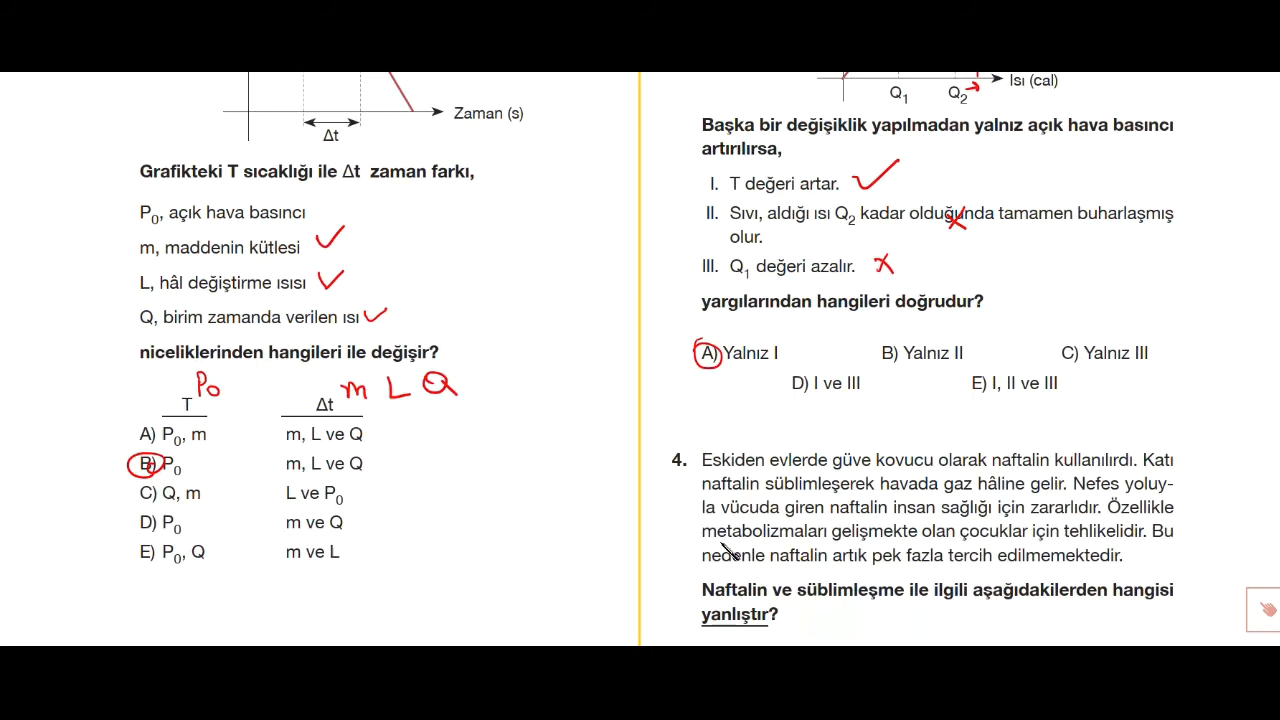 Zaman (s)
Δt
Grafikteki T sıcaklığı ile Δt zaman farkı,
P₀, açık hava basıncı
m, maddenin kütlesi
L, hâl değiştirme ısısı
Q, birim zamanda verilen ısı
niceliklerinden hangileri ile değişir?
P₀ m L Q
T Δt
A) P₀, m m, L ve Q
B) P₀ m, L ve Q
C) Q, m L ve P₀
D) P₀ m ve Q
E) P₀, Q m ve L
Q₁ Q₂ Isı (cal)
Başka bir değişiklik yapılmadan yalnız açık hava basıncı
artırılırsa,
I. T değeri artar.
II. Sıvı, aldığı ısı Q₂ kadar olduğunda tamamen buharlaşmış
olur.
III. Q₁ değeri azalır.
yargılarından hangileri doğrudur?
A) Yalnız I B) Yalnız II C) Yalnız III
D) I ve III E) I, II ve III
4. Eskiden evlerde güve kovucu olarak naftalin kullanılırdı. Katı
naftalin süblimleşerek havada gaz hâline gelir. Nefes yoluy-
la vücuda giren naftalin insan sağlığı için zararlıdır. Özellikle
metabolizmaları gelişmekte olan çocuklar için tehlikelidir. Bu
nedenle naftalin artık pek fazla tercih edilmemektedir.
Naftalin ve süblimleşme ile ilgili aşağıdakilerden hangisi
yanlıştır?